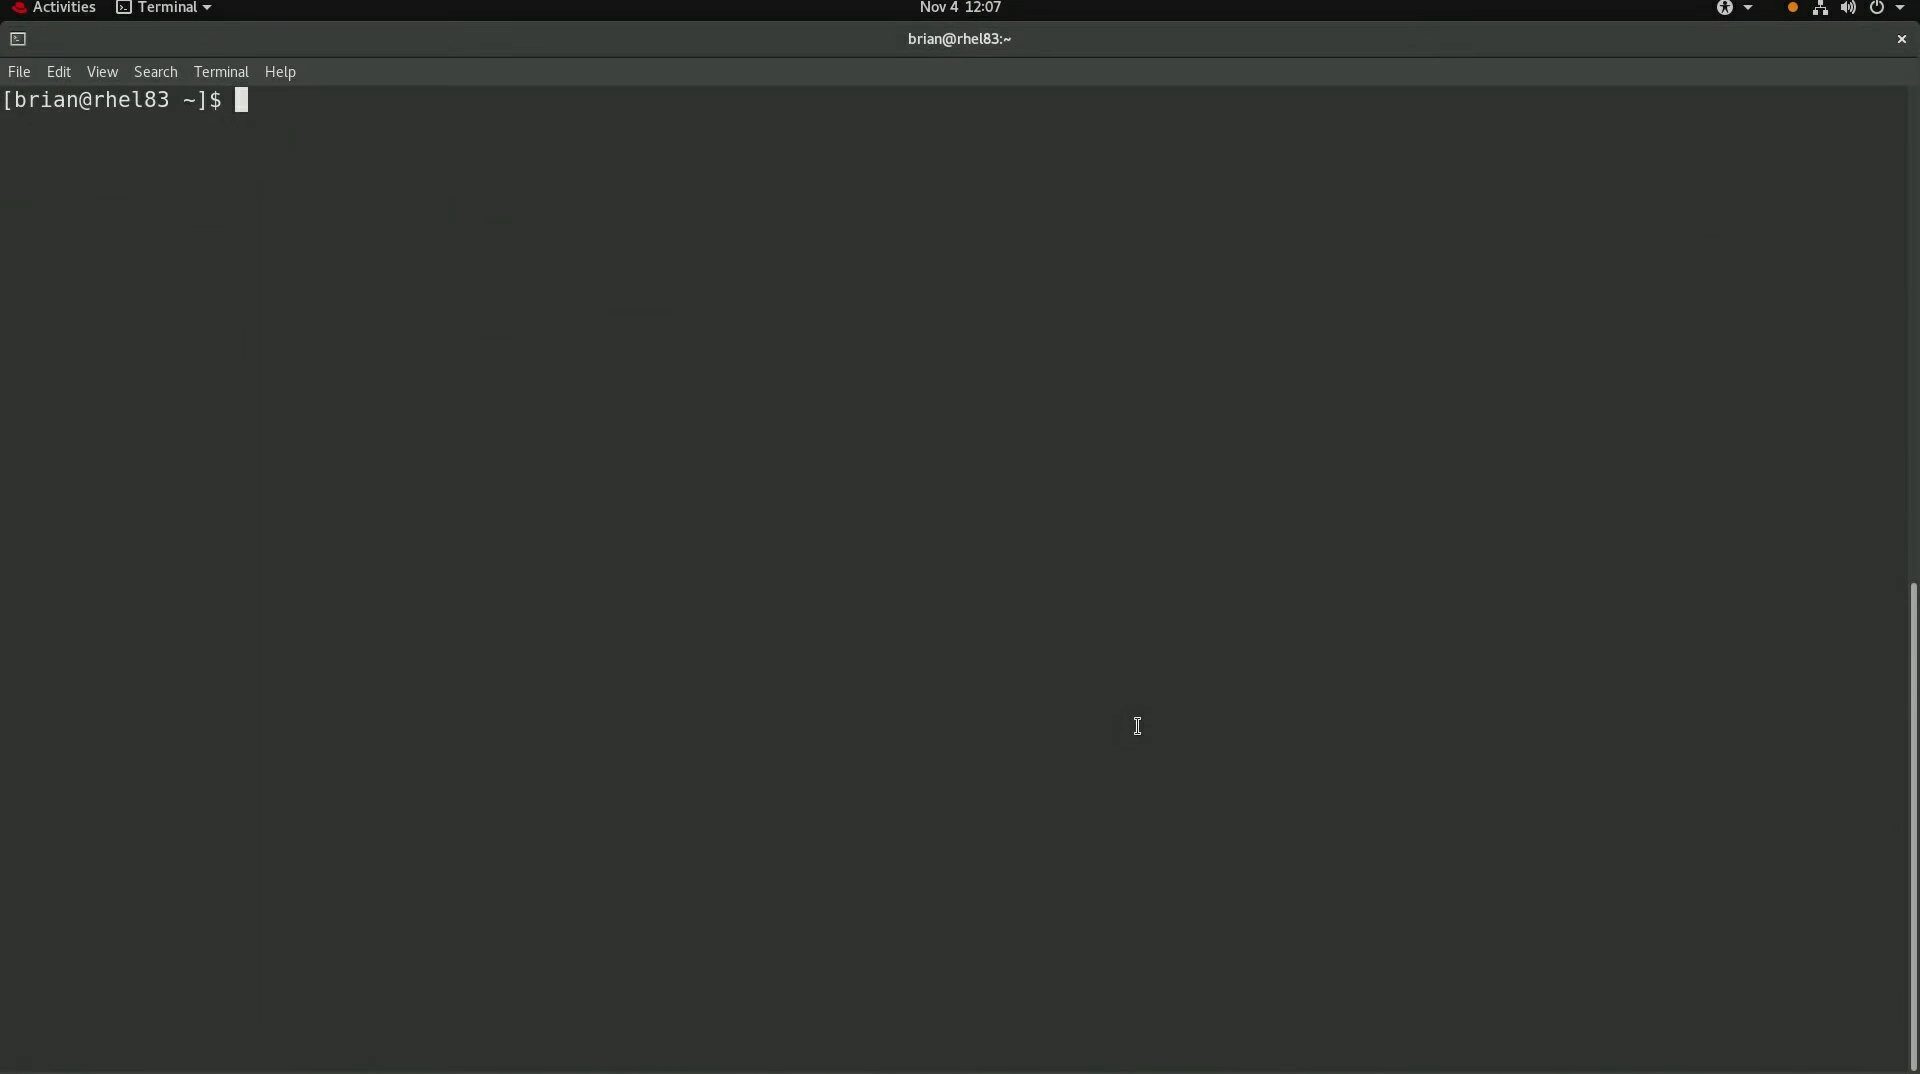 Activities Terminal Nov 4 12:07
brian@rhel83:~
File Edit View Search Terminal Help
[brian@rhel83 ~]$